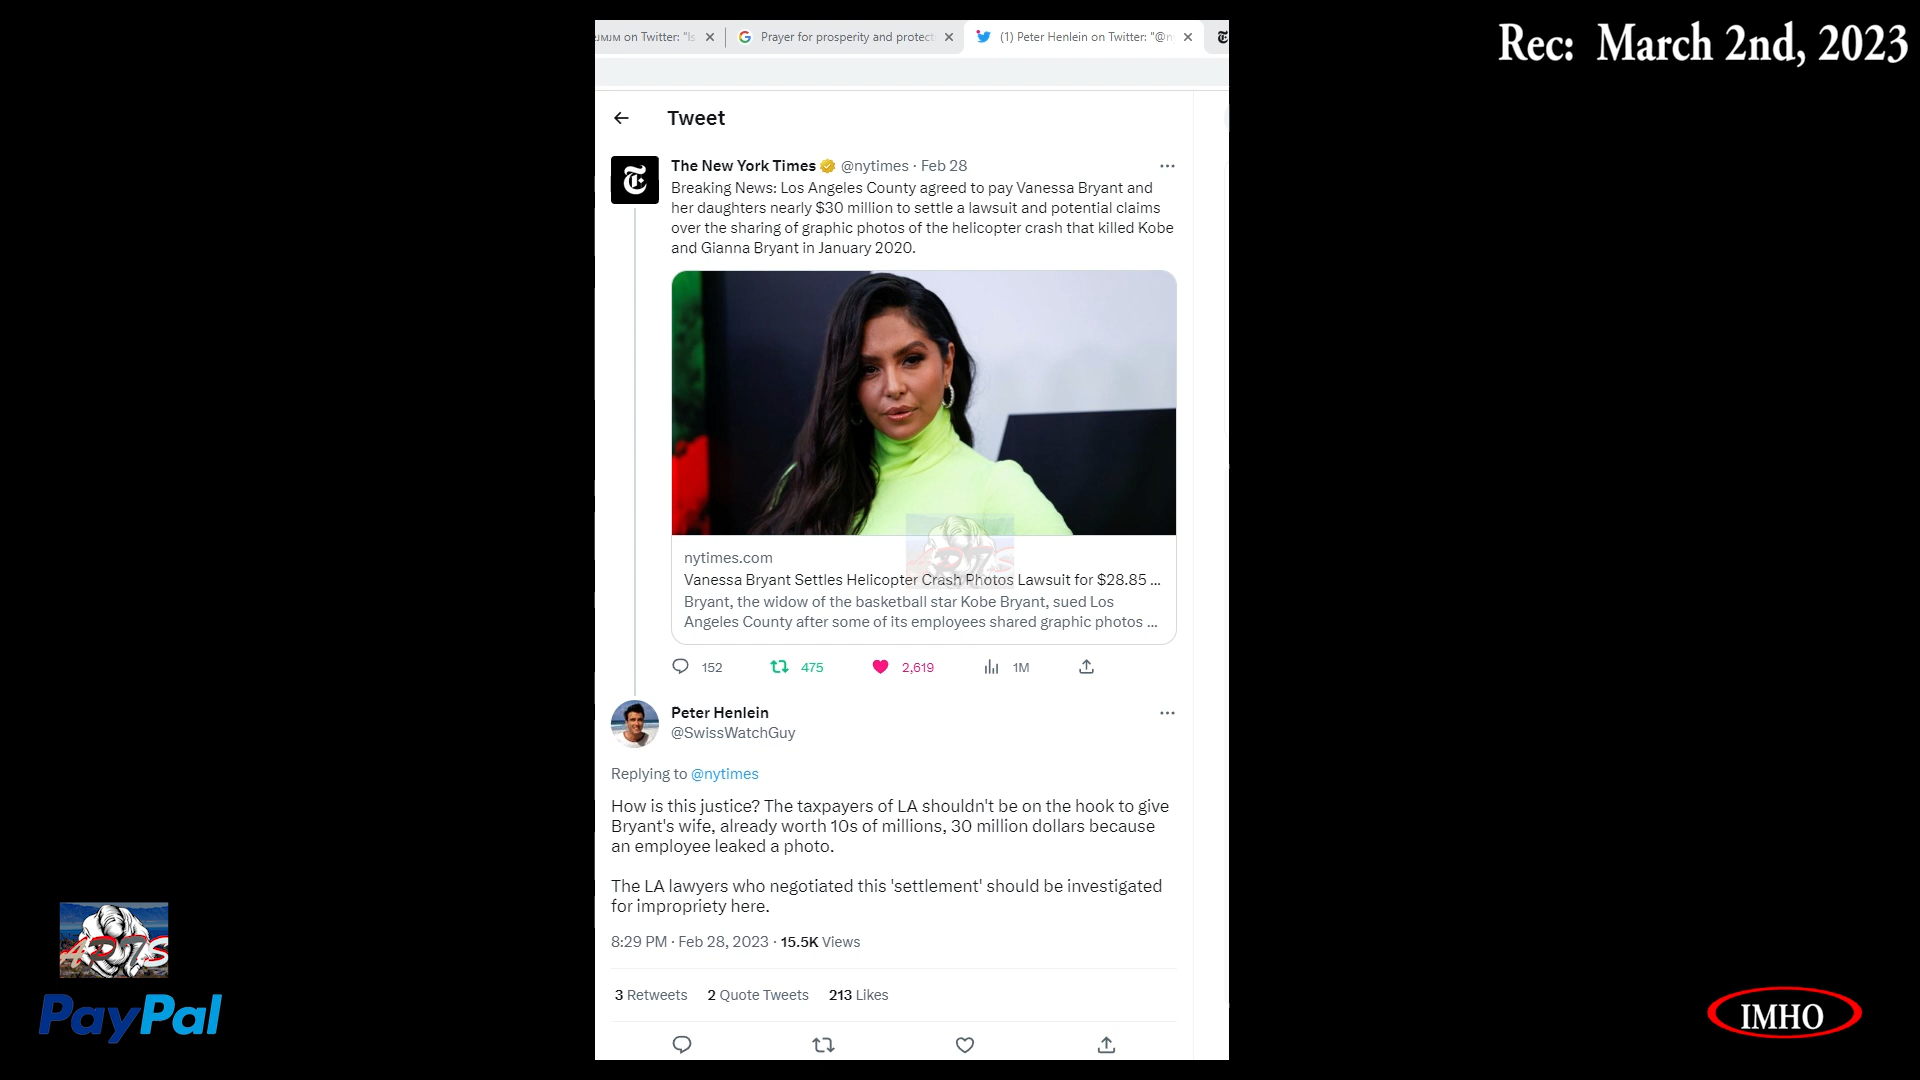 on Twitter: "Is
Prayer for prosperity and protect
(1) Peter Henlein on Twitter: "@n
Rec: March 2nd, 2023
Tweet
The New York Times @nytimes · Feb 28
Breaking News: Los Angeles County agreed to pay Vanessa Bryant and
her daughters nearly $30 million to settle a lawsuit and potential claims
over the sharing of graphic photos of the helicopter crash that killed Kobe
and Gianna Bryant in January 2020.
nytimes.com
Vanessa Bryant Settles Helicopter Crash Photos Lawsuit for $28.85 ...
Bryant, the widow of the basketball star Kobe Bryant, sued Los
Angeles County after some of its employees shared graphic photos ...
152 475 2,619 1M
Peter Henlein
@SwissWatchGuy
Replying to @nytimes
How is this justice? The taxpayers of LA shouldn't be on the hook to give
Bryant's wife, already worth 10s of millions, 30 million dollars because
an employee leaked a photo.
The LA lawyers who negotiated this 'settlement' should be investigated
for impropriety here.
8:29 PM · Feb 28, 2023 · 15.5K Views
3 Retweets 2 Quote Tweets 213 Likes
PayPal
IMHO